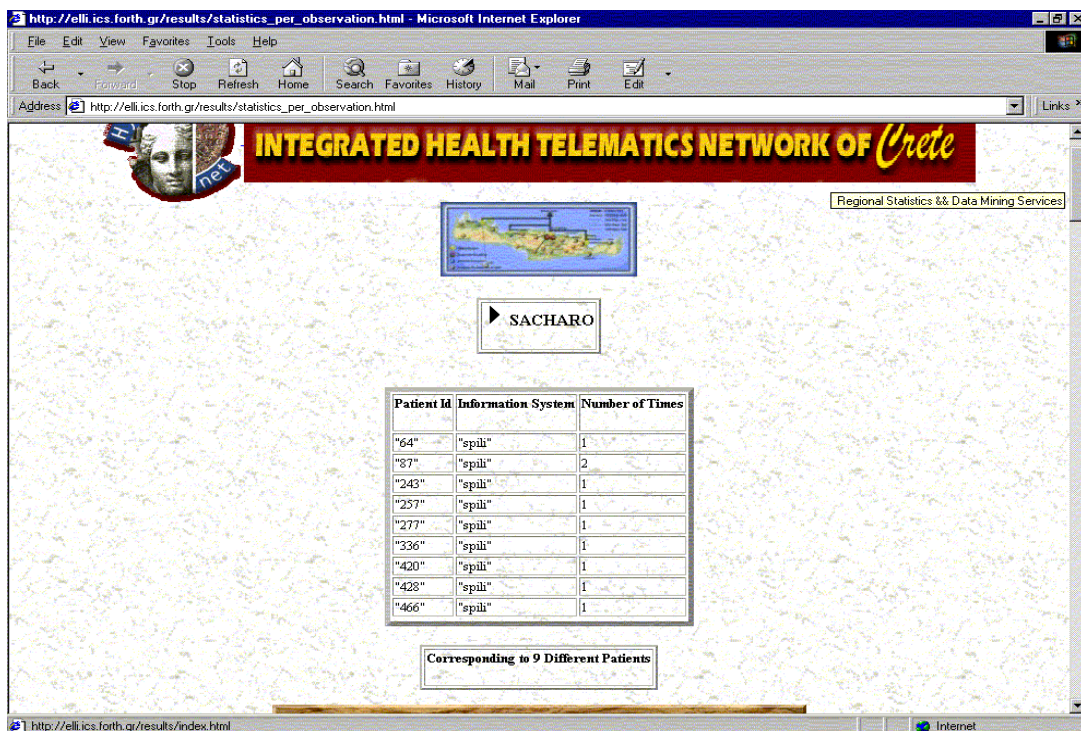 http://elli.ics.forth.gr/results/statistics_per_observation.html - Microsoft Internet Explorer
File Edit View Favorites Tools Help
Back Forward Stop Refresh Home Search Favorites History Mail Print Edit
Address http://elli.ics.forth.gr/results/statistics_per_observation.html Links
net
INTEGRATED HEALTH TELEMATICS NETWORK OF Crete
Regional Statistics && Data Mining Services
SACHARO
Patient Id Information System Number of Times
"64" "spili" 1
"87" "spili" 2
"243" "spili" 1
"257" "spili" 1
"277" "spili" 1
"336" "spili" 1
"420" "spili" 1
"428" "spili" 1
"466" "spili" 1
Corresponding to 9 Different Patients
http://elli.ics.forth.gr/results/index.html Internet